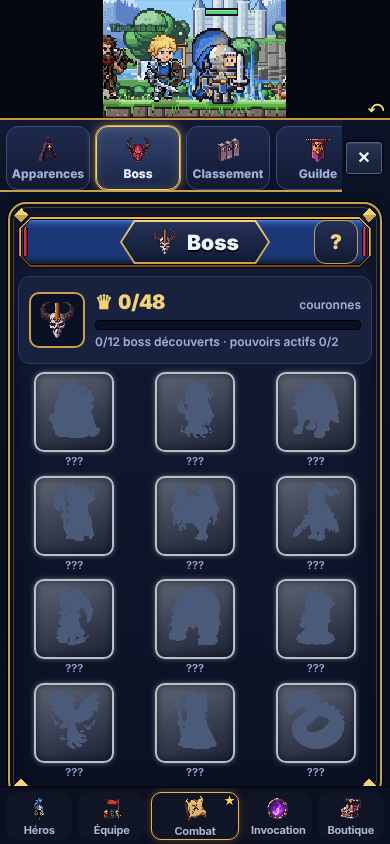 Apparences
Boss
Classement
Guilde
✕
Boss
?
0/48
couronnes
0/12 boss découverts · pouvoirs actifs 0/2
??? ??? ???
??? ??? ???
??? ??? ???
??? ??? ???
Héros
Équipe
Combat
Invocation
Boutique